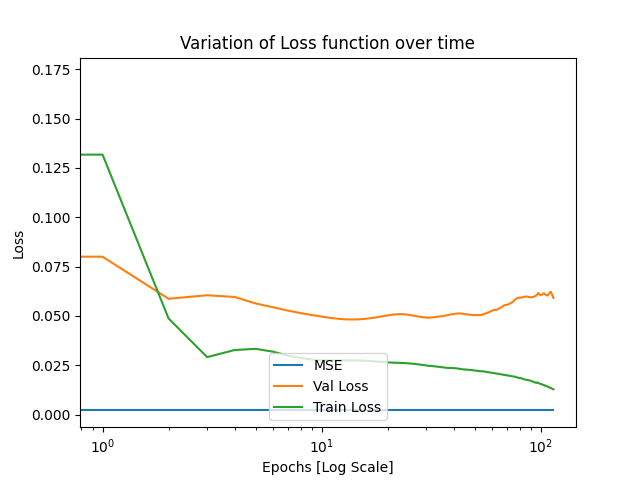 Variation of Loss function over time
0.175
0.150
0.125
0.100
0.075
0.050
0.025
0.000
Loss
MSE
Val Loss
Train Loss
10⁰
10¹
10²
Epochs [Log Scale]